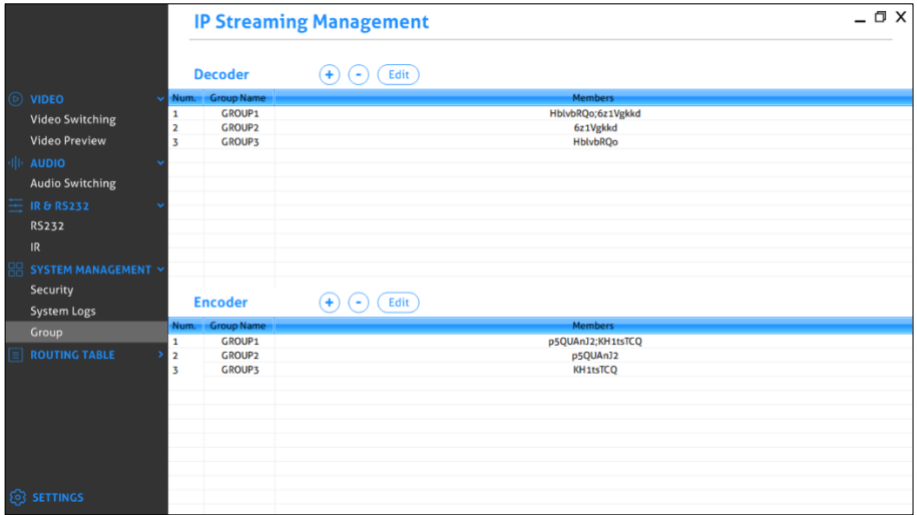 IP Streaming Management
VIDEO
Video Switching
Video Preview
AUDIO
Audio Switching
IR & RS232
RS232
IR
SYSTEM MANAGEMENT
Security
System Logs
Group
ROUTING TABLE
SETTINGS
Decoder + - Edit
Num. Group Name Members
1 GROUP1 HblvbRQo;6z1Vgkkd
2 GROUP2 6z1Vgkkd
3 GROUP3 HblvbRQo
Encoder + - Edit
Num. Group Name Members
1 GROUP1 p5QUAnJ2;KH1tsTCQ
2 GROUP2 p5QUAnJ2
3 GROUP3 KH1tsTCQ